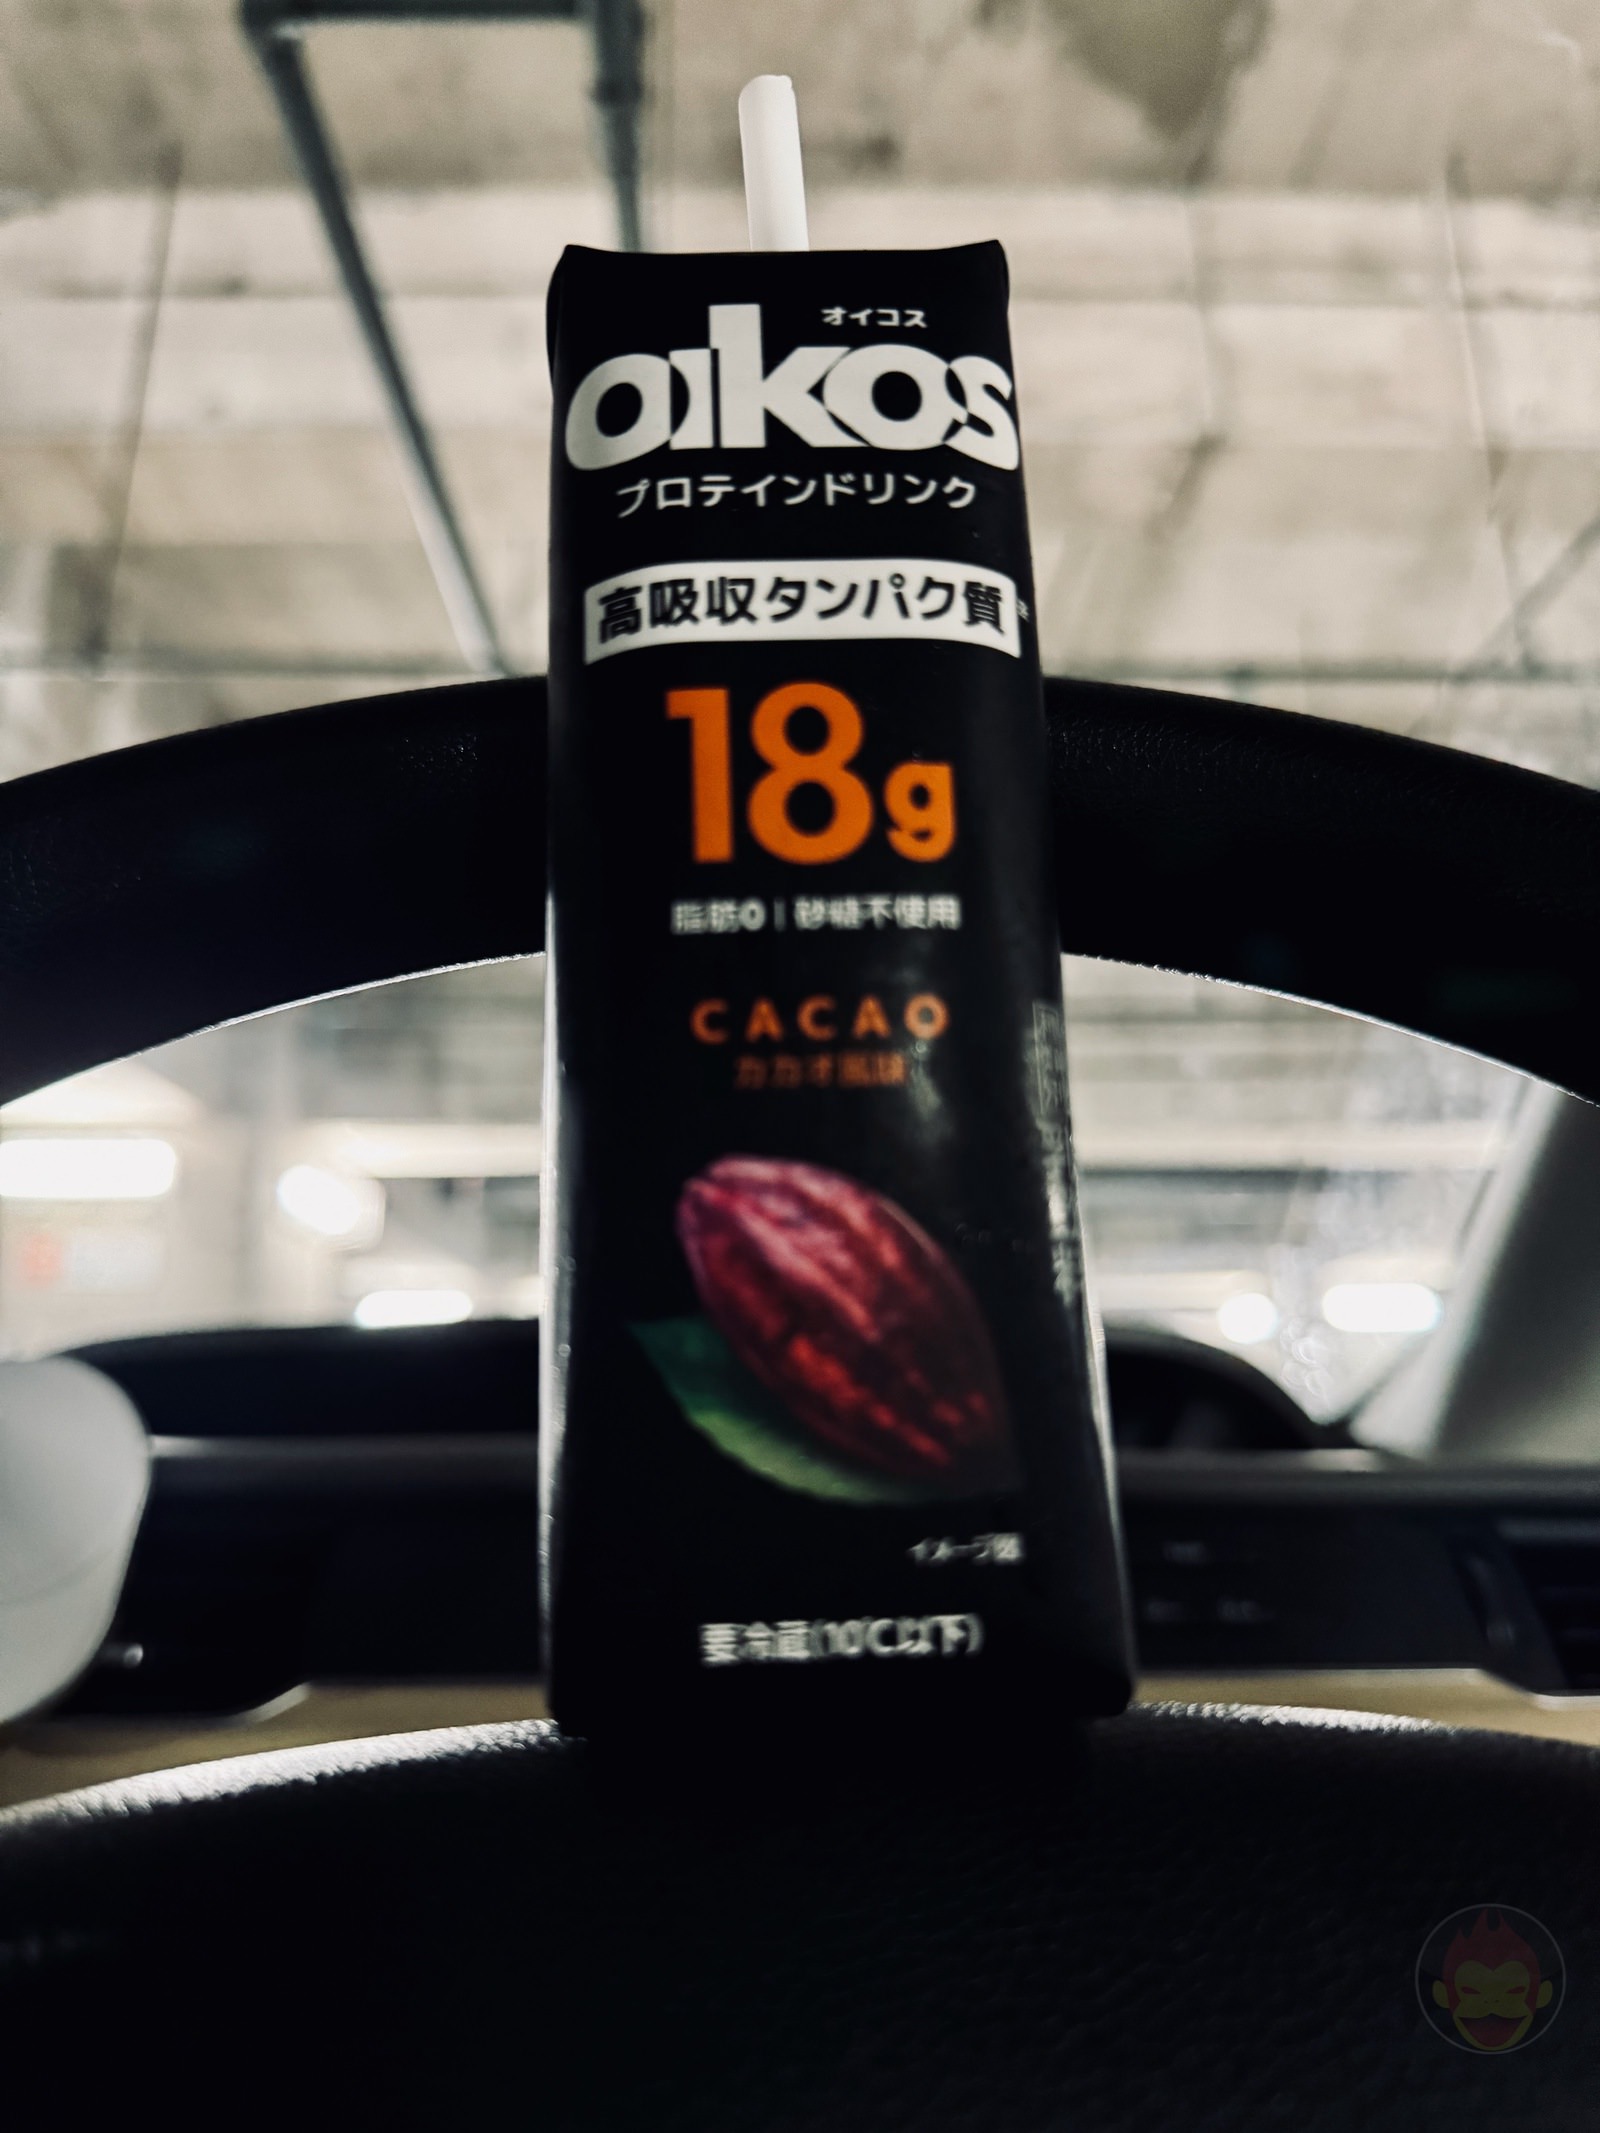 オイコス
oikos
プロテインドリンク
高吸収タンパク質
18g
脂肪0 | 砂糖不使用
CACAO
カカオ風味
イメージ図
要冷蔵(10℃以下)